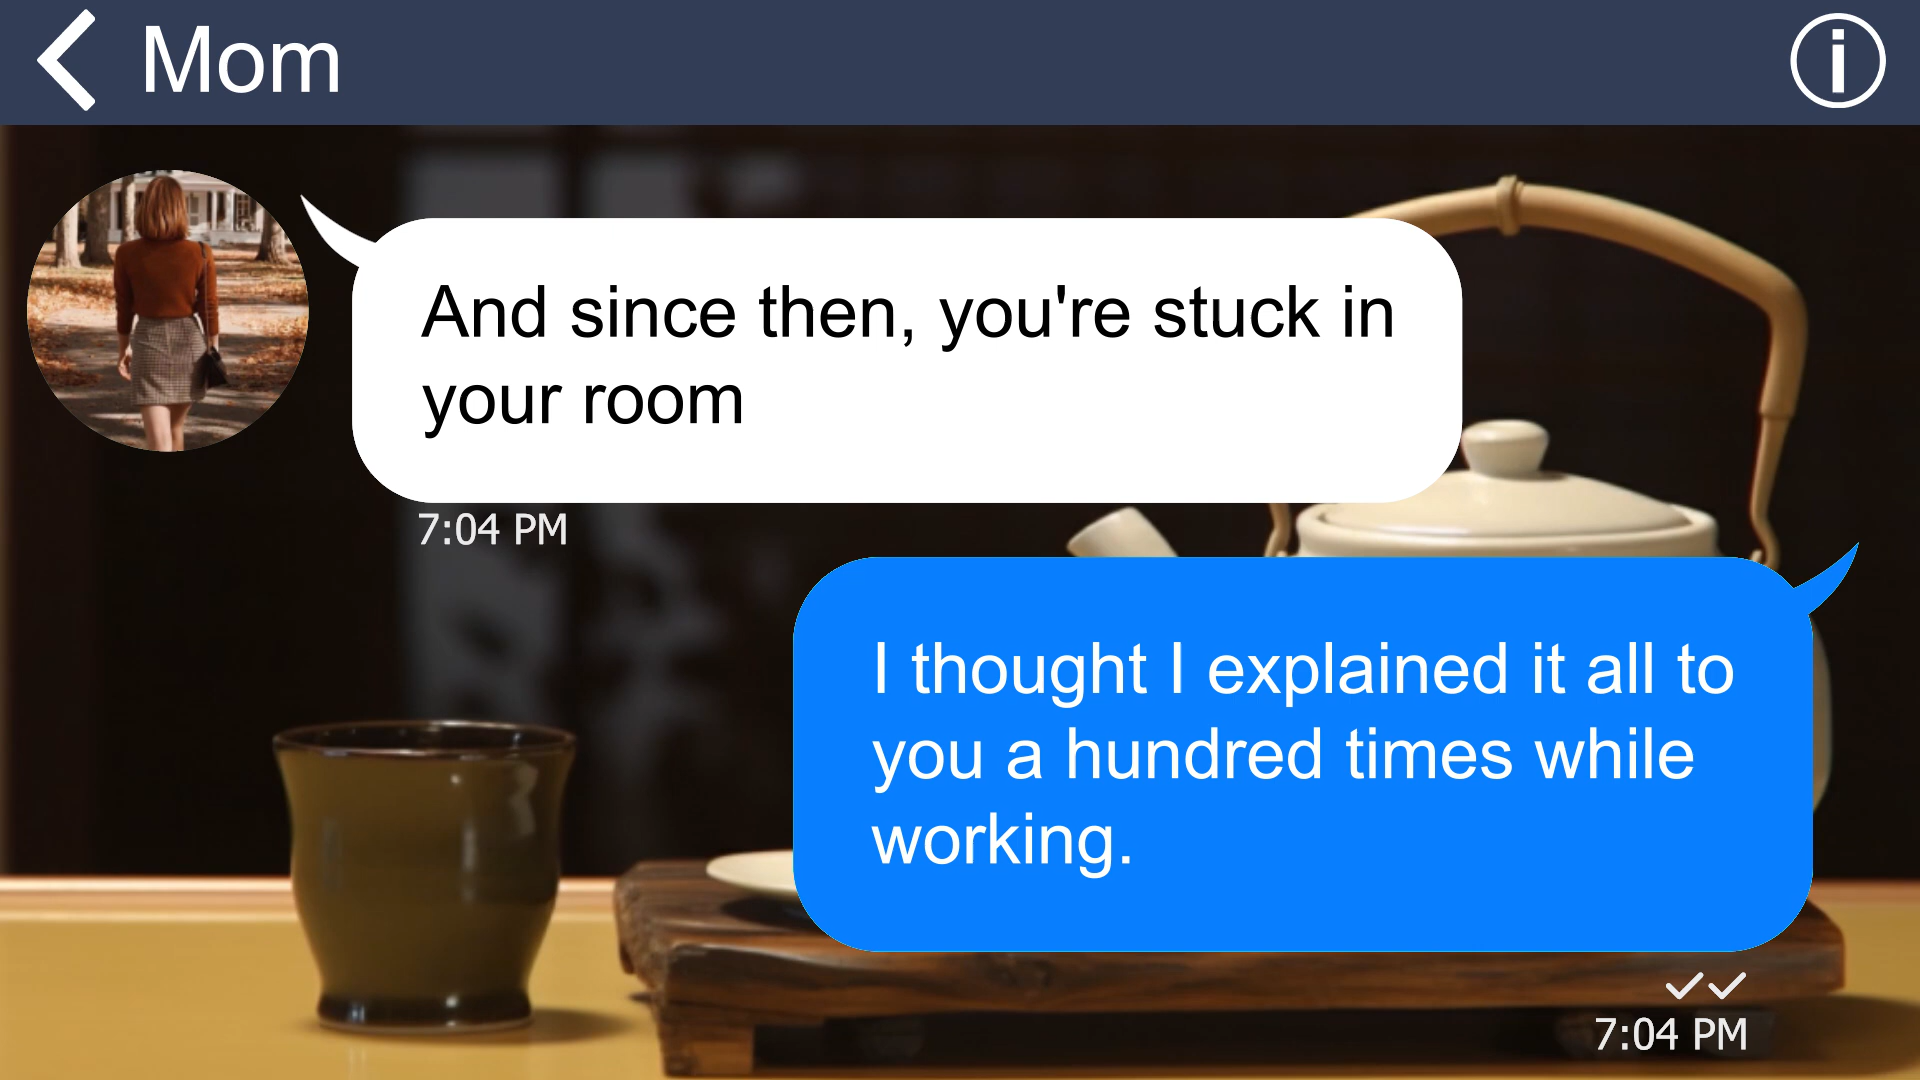 Mom
And since then, you're stuck in
your room
7:04 PM
I thought I explained it all to
you a hundred times while
working.
7:04 PM